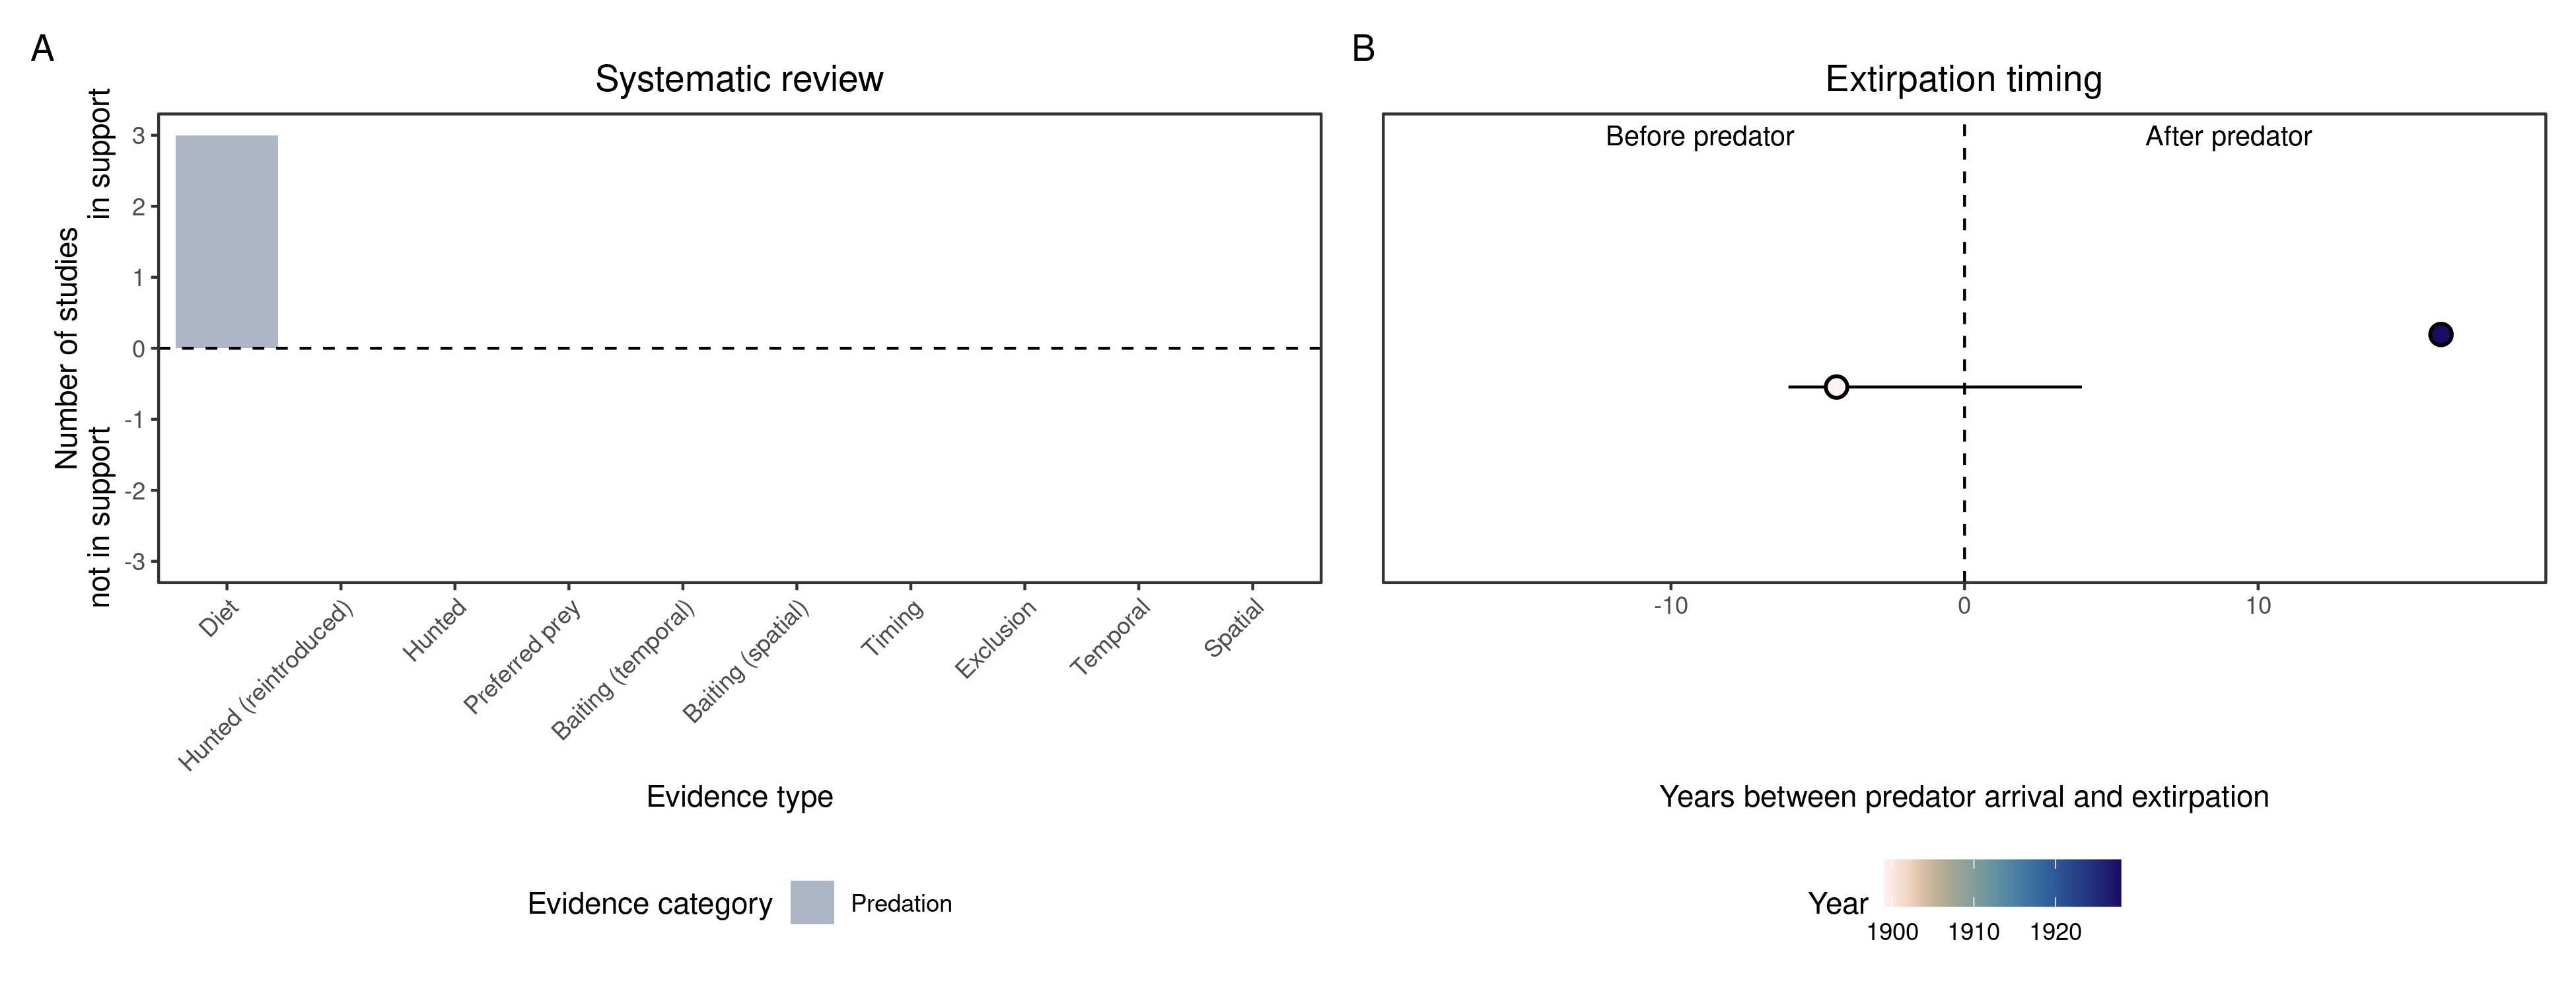 A
Systematic review
Number of studies
not in support in support
3
2
1
0
-1
-2
-3
Diet
Hunted (reintroduced)
Hunted
Preferred prey
Baiting (temporal)
Baiting (spatial)
Timing
Exclusion
Temporal
Spatial
Evidence type
Evidence category Predation
B
Extirpation timing
Before predator After predator
-10 0 10
Years between predator arrival and extirpation
Year
1900 1910 1920